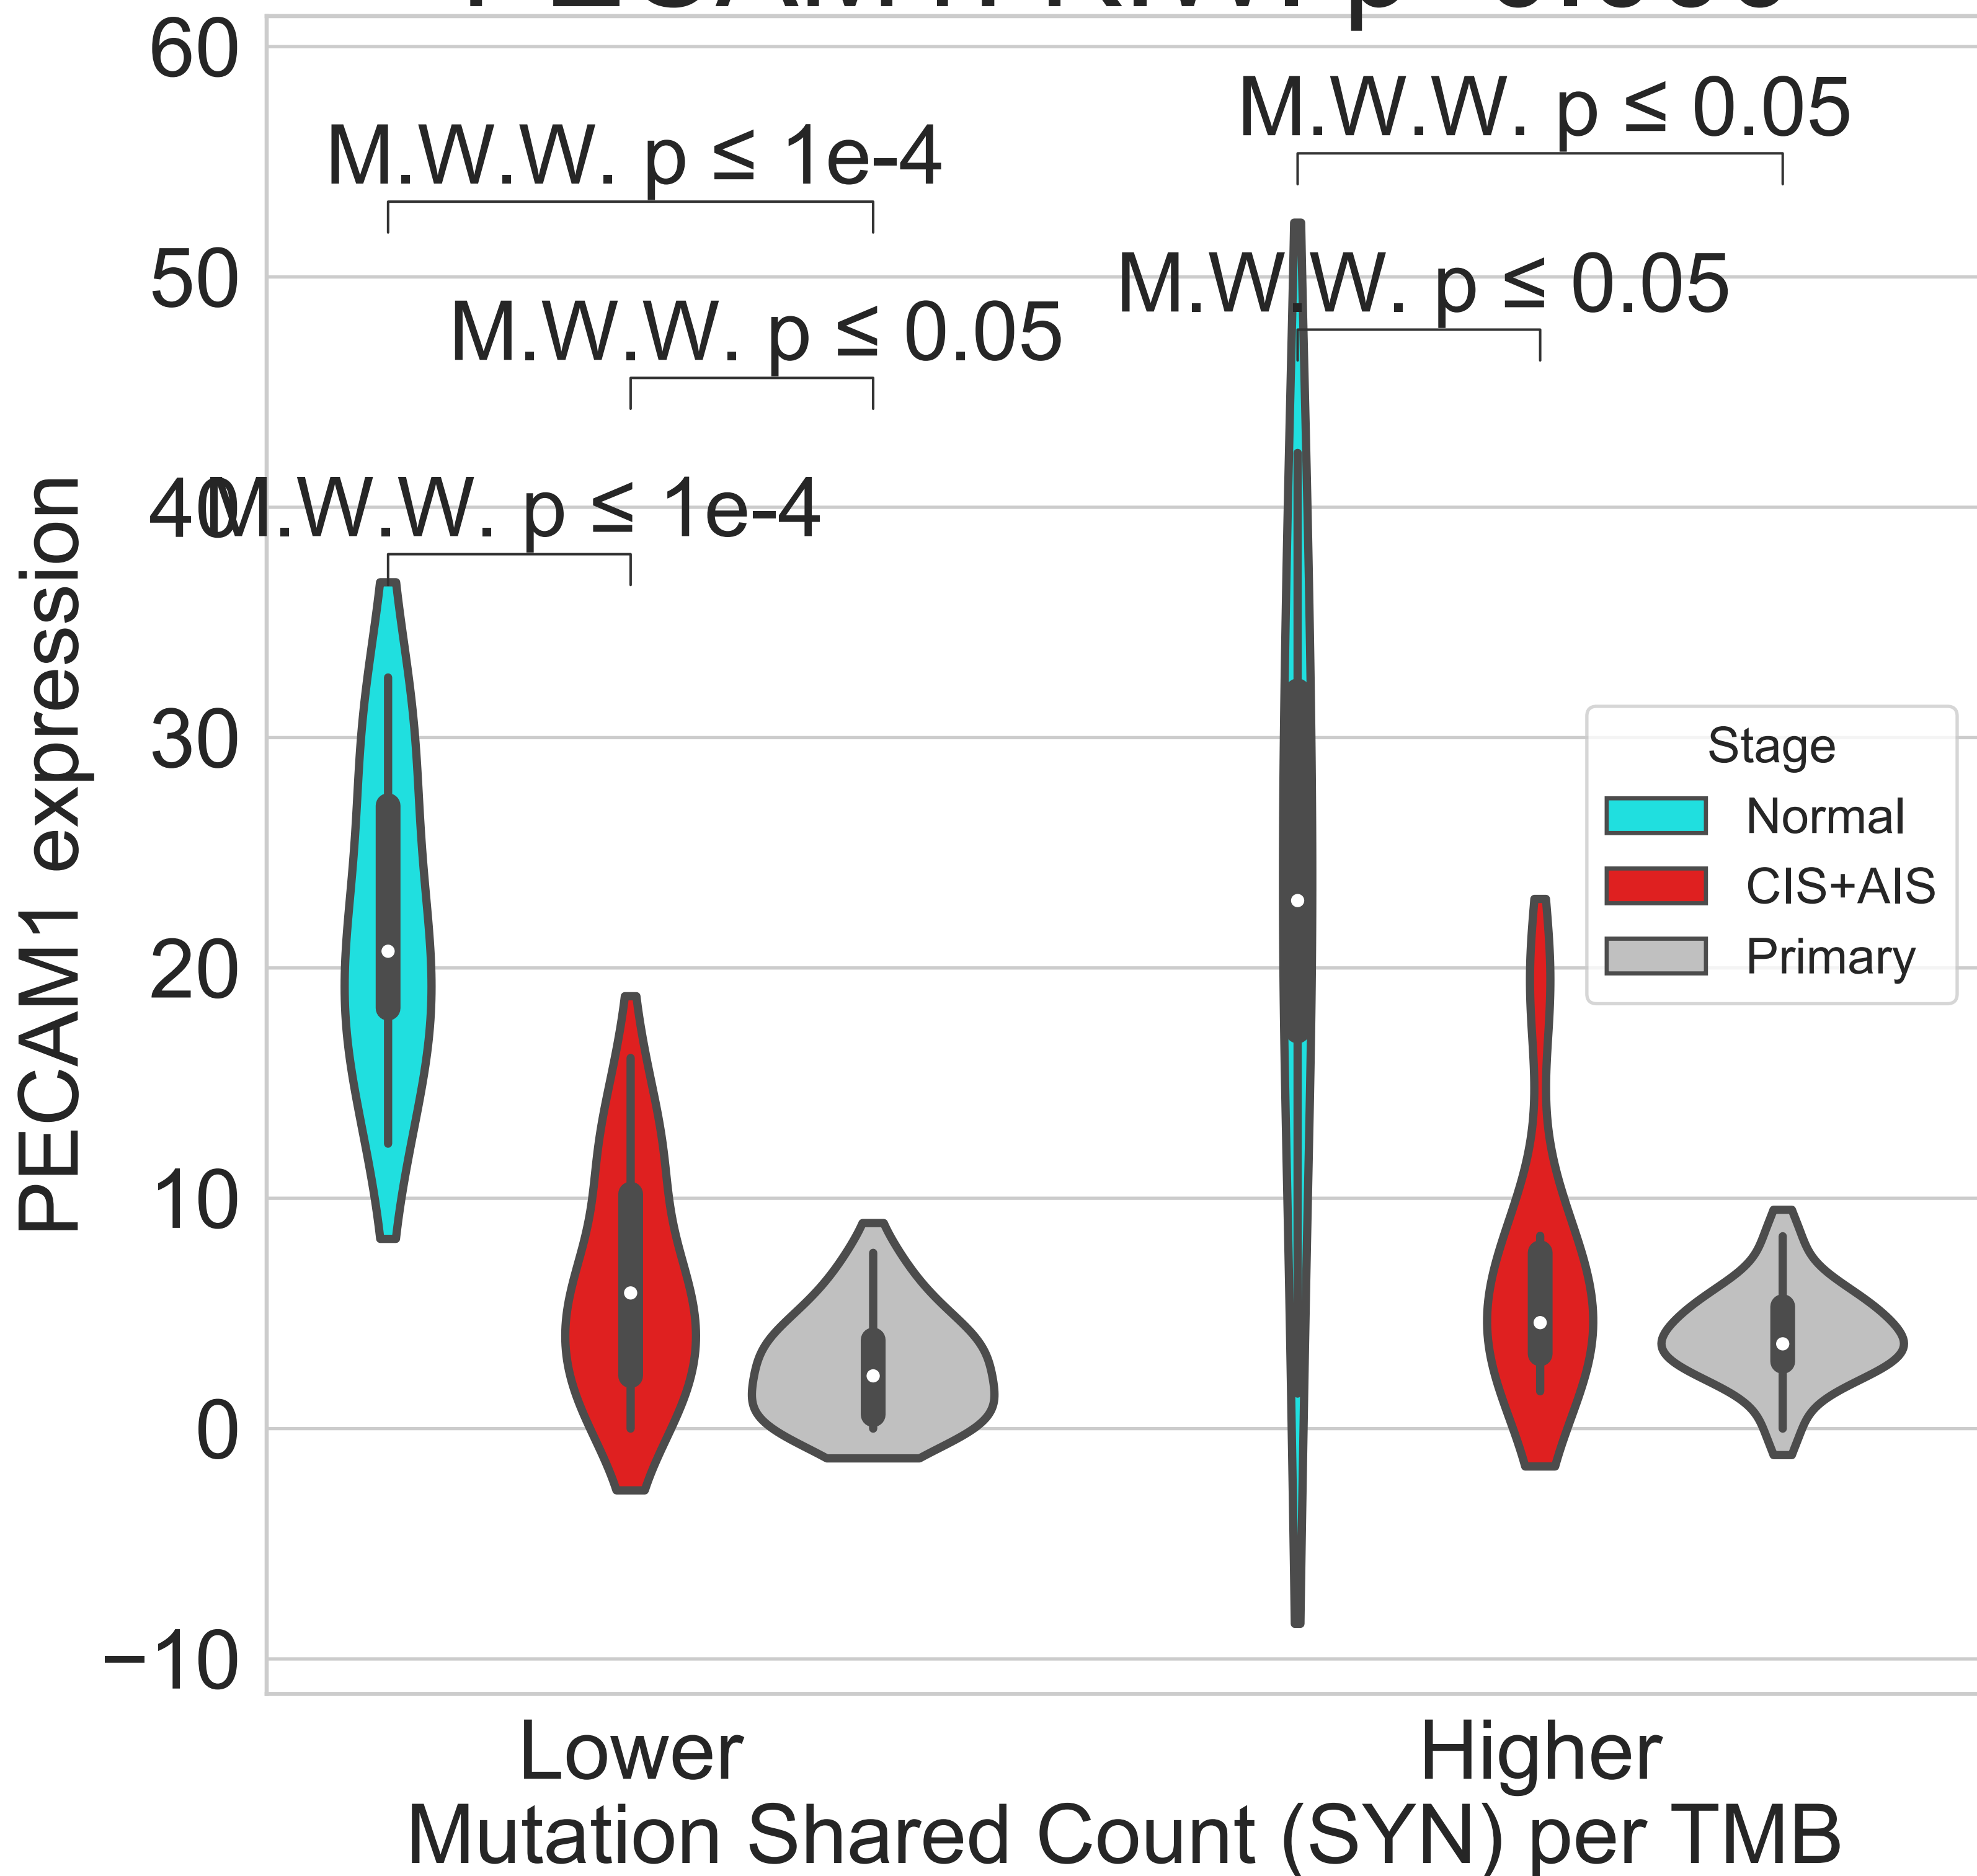 60
50
40
30
20
10
0
−10
PECAM1 expression
M.W.W. p ≤ 1e-4
M.W.W. p ≤ 0.05
M.W.W. p ≤ 1e-4
M.W.W. p ≤ 0.05
M.W.W. p ≤ 0.05
Stage
Normal
CIS+AIS
Primary
Lower
Higher
Mutation Shared Count (SYN) per TMB